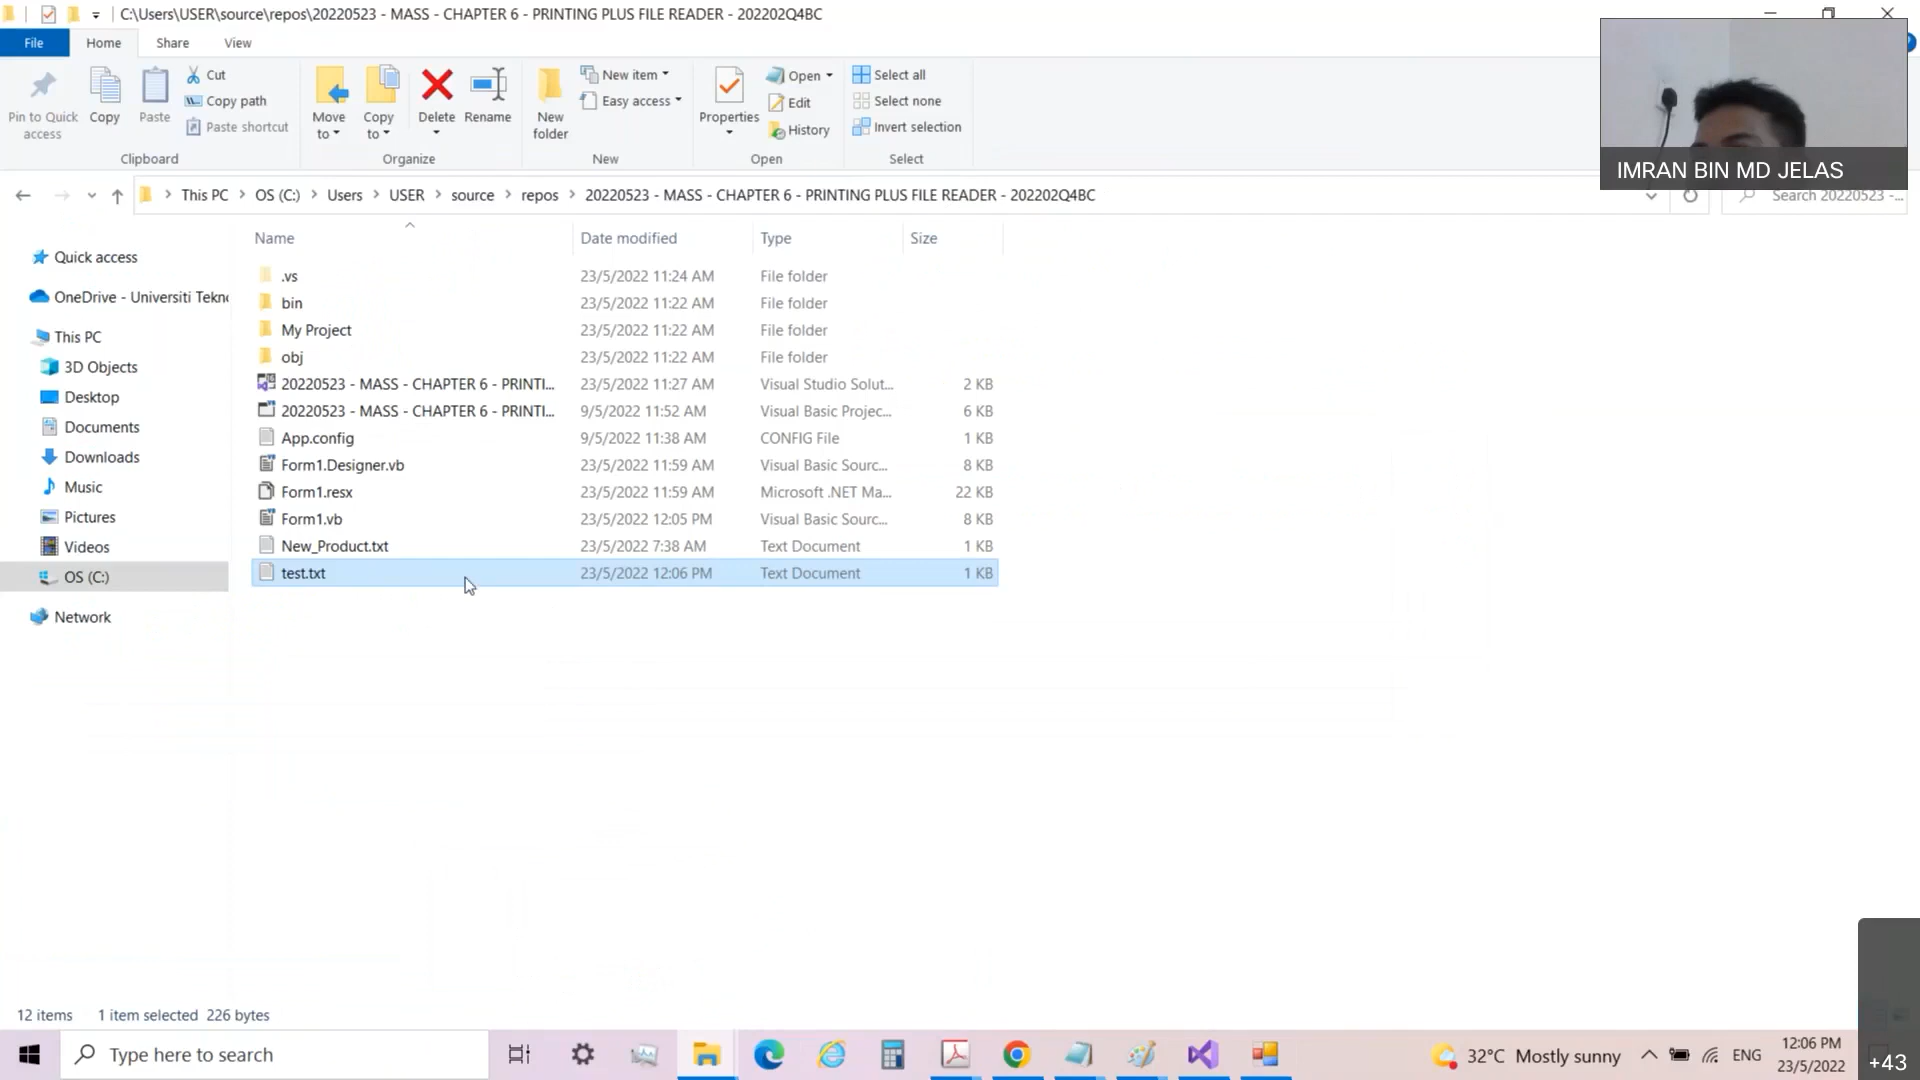 C:\Users\USER\source\repos\20220523 - MASS - CHAPTER 6 - PRINTING PLUS FILE READER - 202202Q4BC
File Home Share View
Pin to Quick access
Copy
Paste
Cut
Copy path
Paste shortcut
Clipboard
Move to
Copy to
Delete
Rename
Organize
New folder
New item
Easy access
New
Properties
Open
Edit
History
Open
Select all
Select none
Invert selection
Select
IMRAN BIN MD JELAS
This PC OS (C:) Users USER source repos 20220523 - MASS - CHAPTER 6 - PRINTING PLUS FILE READER - 202202Q4BC
Search 20220523 -...
Quick access
OneDrive - Universiti Tekn
This PC
3D Objects
Desktop
Documents
Downloads
Music
Pictures
Videos
OS (C:)
Network
Name Date modified Type Size
.vs 23/5/2022 11:24 AM File folder
bin 23/5/2022 11:22 AM File folder
My Project 23/5/2022 11:22 AM File folder
obj 23/5/2022 11:22 AM File folder
20220523 - MASS - CHAPTER 6 - PRINTI... 23/5/2022 11:27 AM Visual Studio Solut... 2 KB
20220523 - MASS - CHAPTER 6 - PRINTI... 9/5/2022 11:52 AM Visual Basic Projec... 6 KB
App.config 9/5/2022 11:38 AM CONFIG File 1 KB
Form1.Designer.vb 23/5/2022 11:59 AM Visual Basic Sourc... 8 KB
Form1.resx 23/5/2022 11:59 AM Microsoft .NET Ma... 22 KB
Form1.vb 23/5/2022 12:05 PM Visual Basic Sourc... 8 KB
New_Product.txt 23/5/2022 7:38 AM Text Document 1 KB
test.txt 23/5/2022 12:06 PM Text Document 1 KB
12 items 1 item selected 226 bytes
Type here to search
32°C Mostly sunny
ENG
12:06 PM
23/5/2022
+43